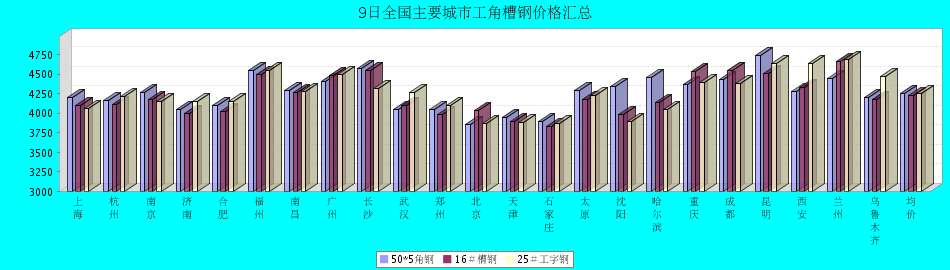 9日全国主要城市工角槽钢价格汇总
4750
4500
4250
4000
3750
3500
3250
3000
上海
杭州
南京
济南
合肥
福州
南昌
广州
长沙
武汉
郑州
北京
天津
石家庄
太原
沈阳
哈尔滨
重庆
成都
昆明
西安
兰州
乌鲁木齐
均价
50*5角钢
16#槽钢
25#工字钢